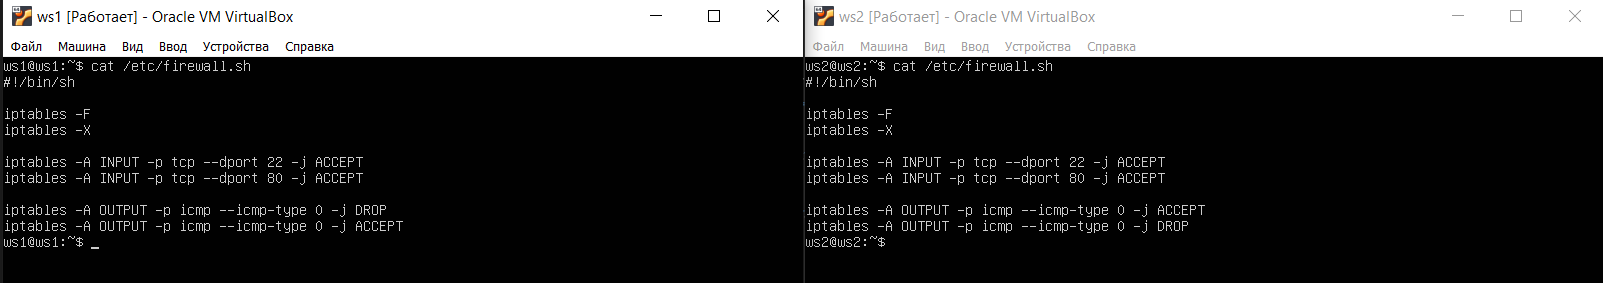 ws1 [Работает] - Oracle VM VirtualBox
Файл Машина Вид Ввод Устройства Справка
ws1@ws1:~$ cat /etc/firewall.sh
#!/bin/sh
iptables -F
iptables -X
iptables -A INPUT -p tcp --dport 22 -j ACCEPT
iptables -A INPUT -p tcp --dport 80 -j ACCEPT
iptables -A OUTPUT -p icmp --icmp-type 0 -j DROP
iptables -A OUTPUT -p icmp --icmp-type 0 -j ACCEPT
ws1@ws1:~$ _
ws2 [Работает] - Oracle VM VirtualBox
Файл Машина Вид Ввод Устройства Справка
ws2@ws2:~$ cat /etc/firewall.sh
#!/bin/sh
iptables -F
iptables -X
iptables -A INPUT -p tcp --dport 22 -j ACCEPT
iptables -A INPUT -p tcp --dport 80 -j ACCEPT
iptables -A OUTPUT -p icmp --icmp-type 0 -j ACCEPT
iptables -A OUTPUT -p icmp --icmp-type 0 -j DROP
ws2@ws2:~$